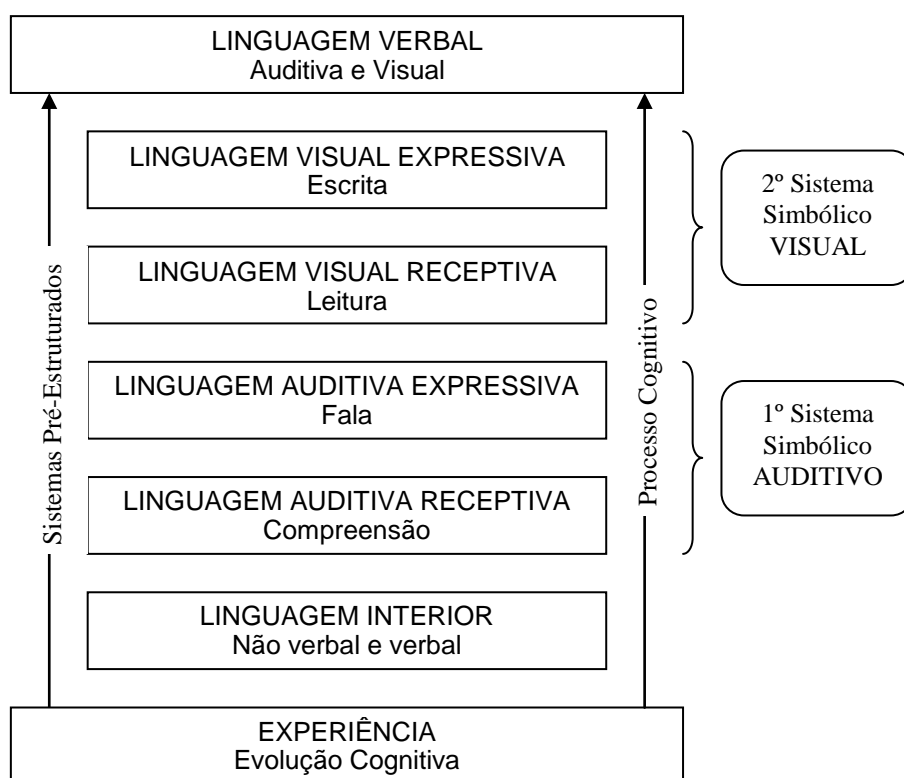 LINGUAGEM VERBAL
Auditiva e Visual
LINGUAGEM VISUAL EXPRESSIVA
Escrita
LINGUAGEM VISUAL RECEPTIVA
Leitura
LINGUAGEM AUDITIVA EXPRESSIVA
Fala
LINGUAGEM AUDITIVA RECEPTIVA
Compreensão
LINGUAGEM INTERIOR
Não verbal e verbal
EXPERIÊNCIA
Evolução Cognitiva
Sistemas Pré-Estruturados
Processo Cognitivo
2º Sistema
Simbólico
VISUAL
1º Sistema
Simbólico
AUDITIVO